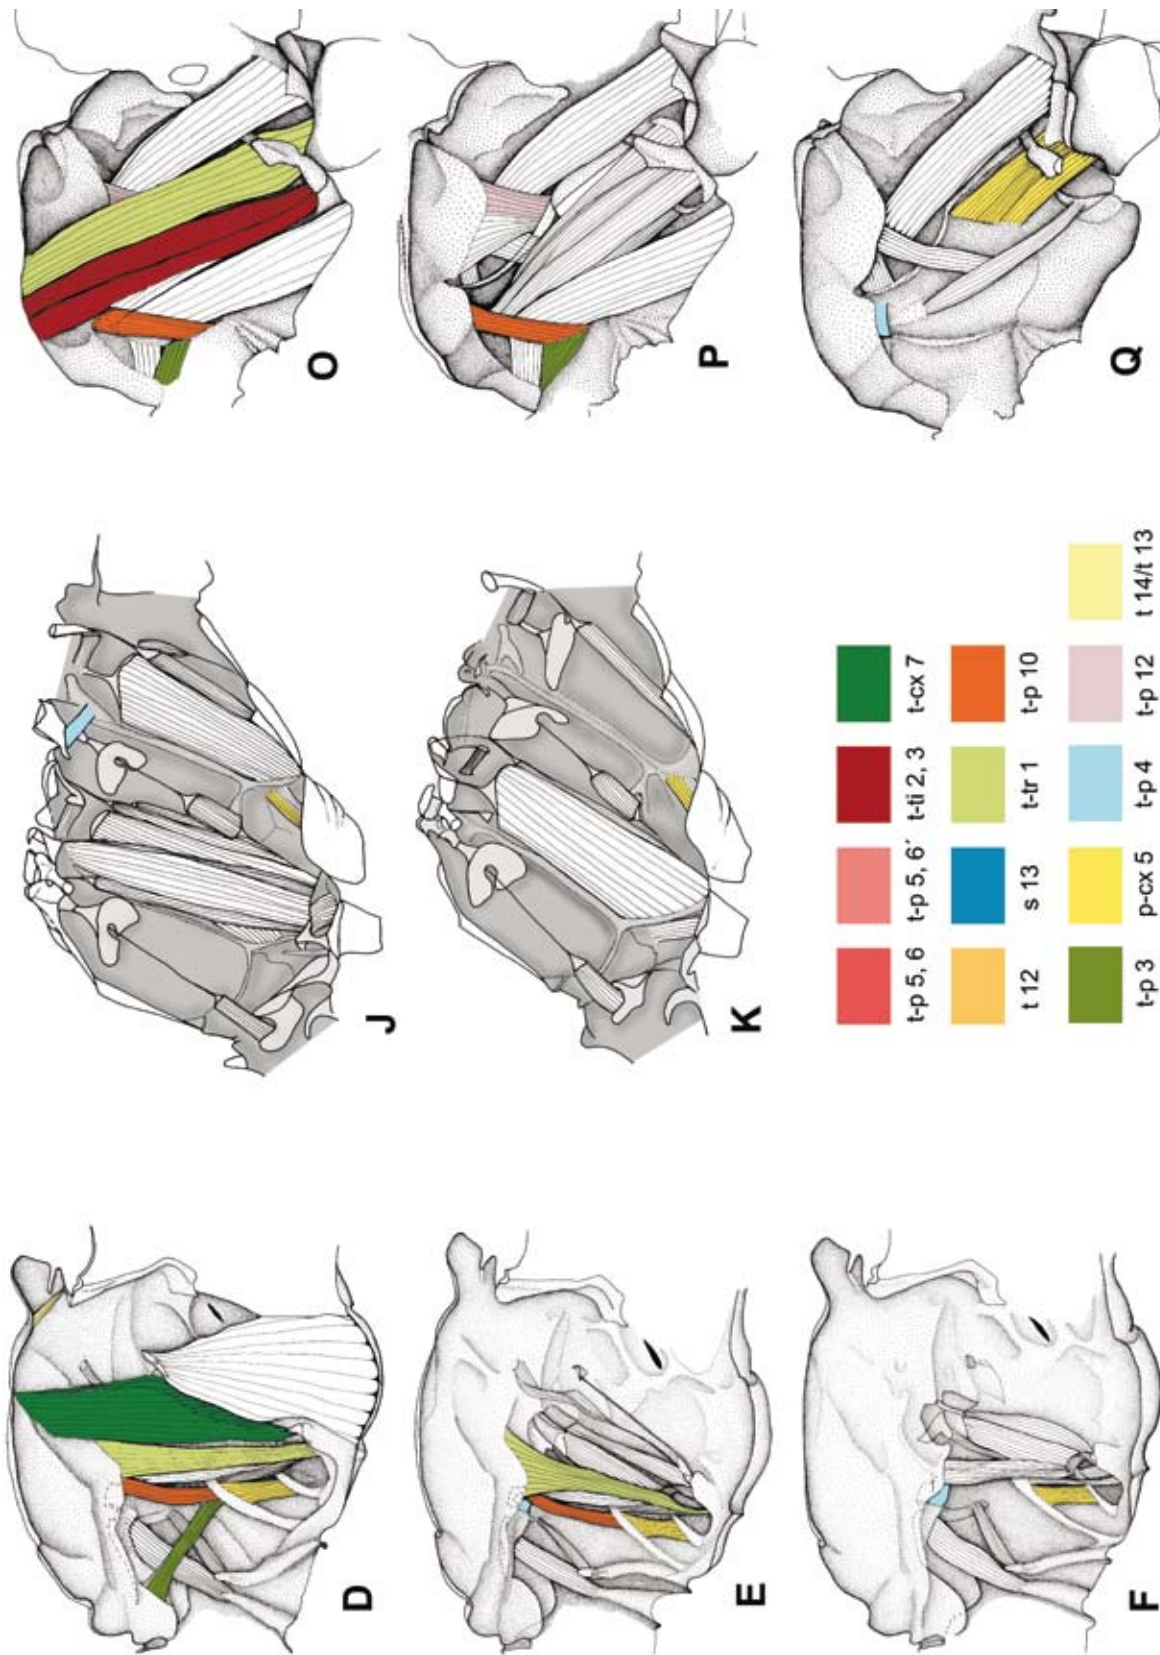 D
E
F
J
K
O
P
Q
t-p 5, 6
t-p 5, 6´
t-ti 2, 3
t-cx 7
t 12
s 13
t-tr 1
t-p 10
t-p 3
p-cx 5
t-p 4
t-p 12
t 14/t 13